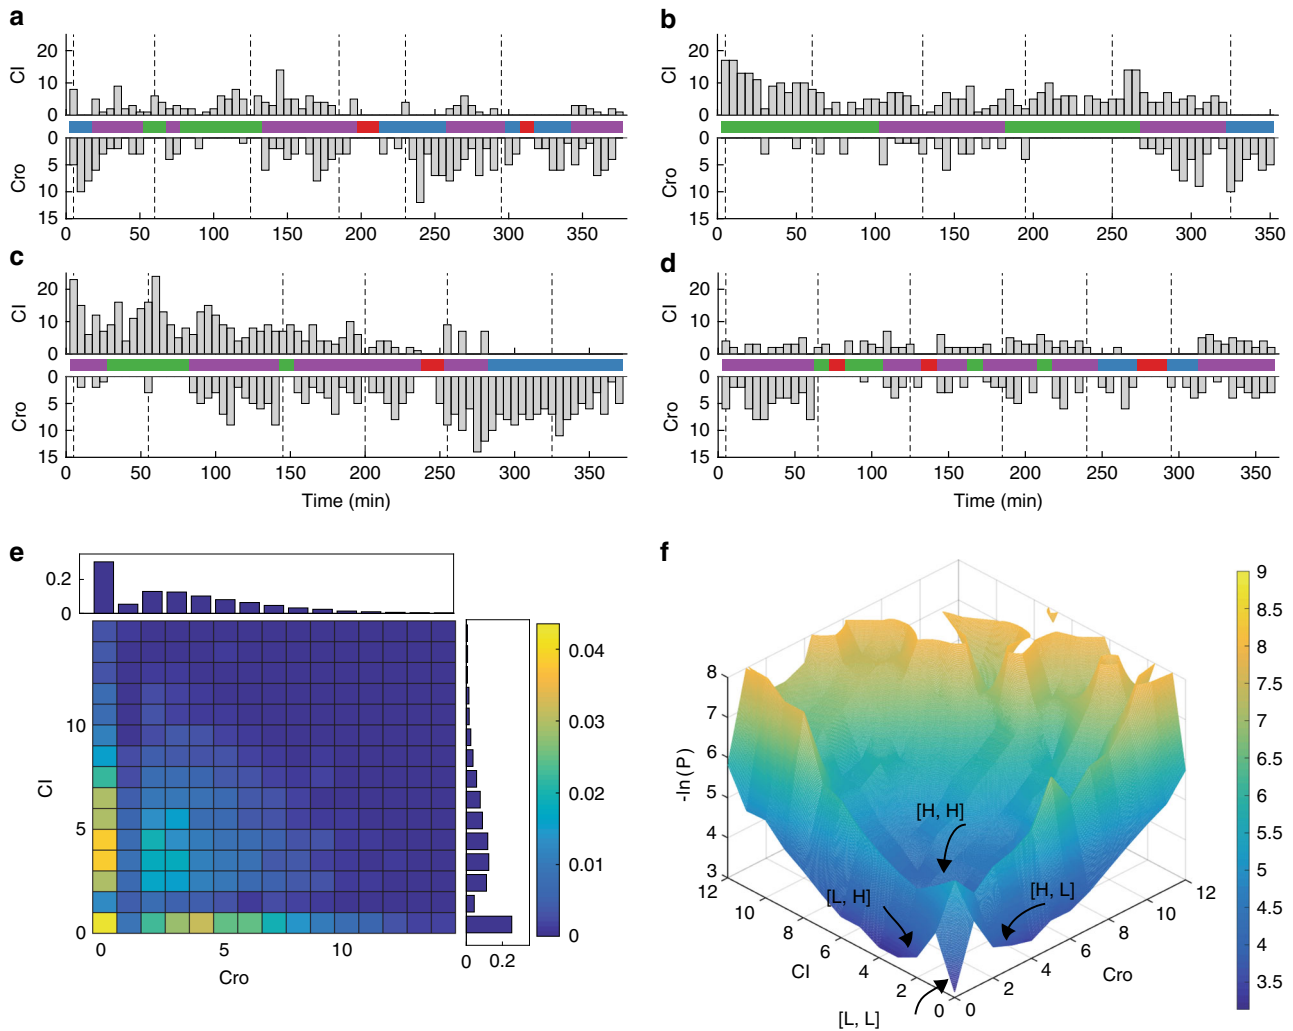 a
CI
20
10
0
0
Cro
5
10
15
0 50 100 150 200 250 300 350
b
CI
20
10
0
0
Cro
5
10
15
0 50 100 150 200 250 300 350
c
CI
20
10
0
0
Cro
5
10
15
0 50 100 150 200 250 300 350
Time (min)
d
CI
20
10
0
0
Cro
5
10
15
0 50 100 150 200 250 300 350
Time (min)
e
0.2
0
CI
10
5
0
0 5 10
Cro
0 0.2
0.04
0.03
0.02
0.01
0
f
-ln(P)
8
7
6
5
4
3
12
10
8
6
4
2
0
CI
0
2
4
6
8
10
12
Cro
[H, H]
[L, H]
[H, L]
[L, L]
9
8.5
8
7.5
7
6.5
6
5.5
5
4.5
4
3.5